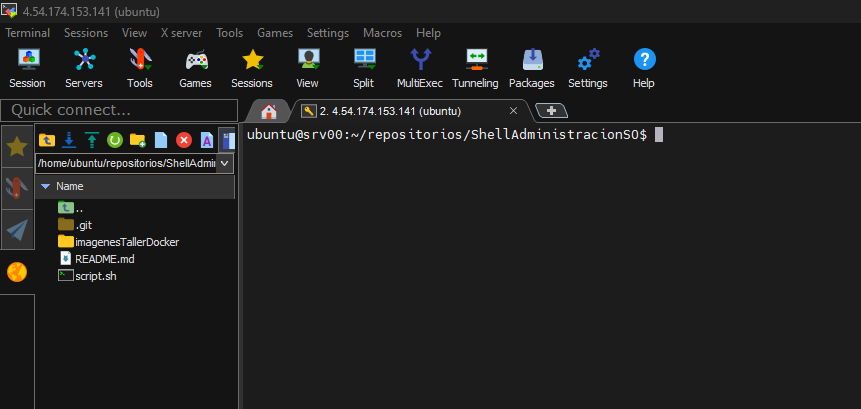 4.54.174.153.141 (ubuntu)
Terminal Sessions View X server Tools Games Settings Macros Help
Session Servers Tools Games Sessions View Split MultiExec Tunneling Packages Settings Help
Quick connect...
2. 4.54.174.153.141 (ubuntu)
/home/ubuntu/repositorios/ShellAdmi
ubuntu@srv00:~/repositorios/ShellAdministracionSO$
Name
..
.git
imagenesTallerDocker
README.md
script.sh